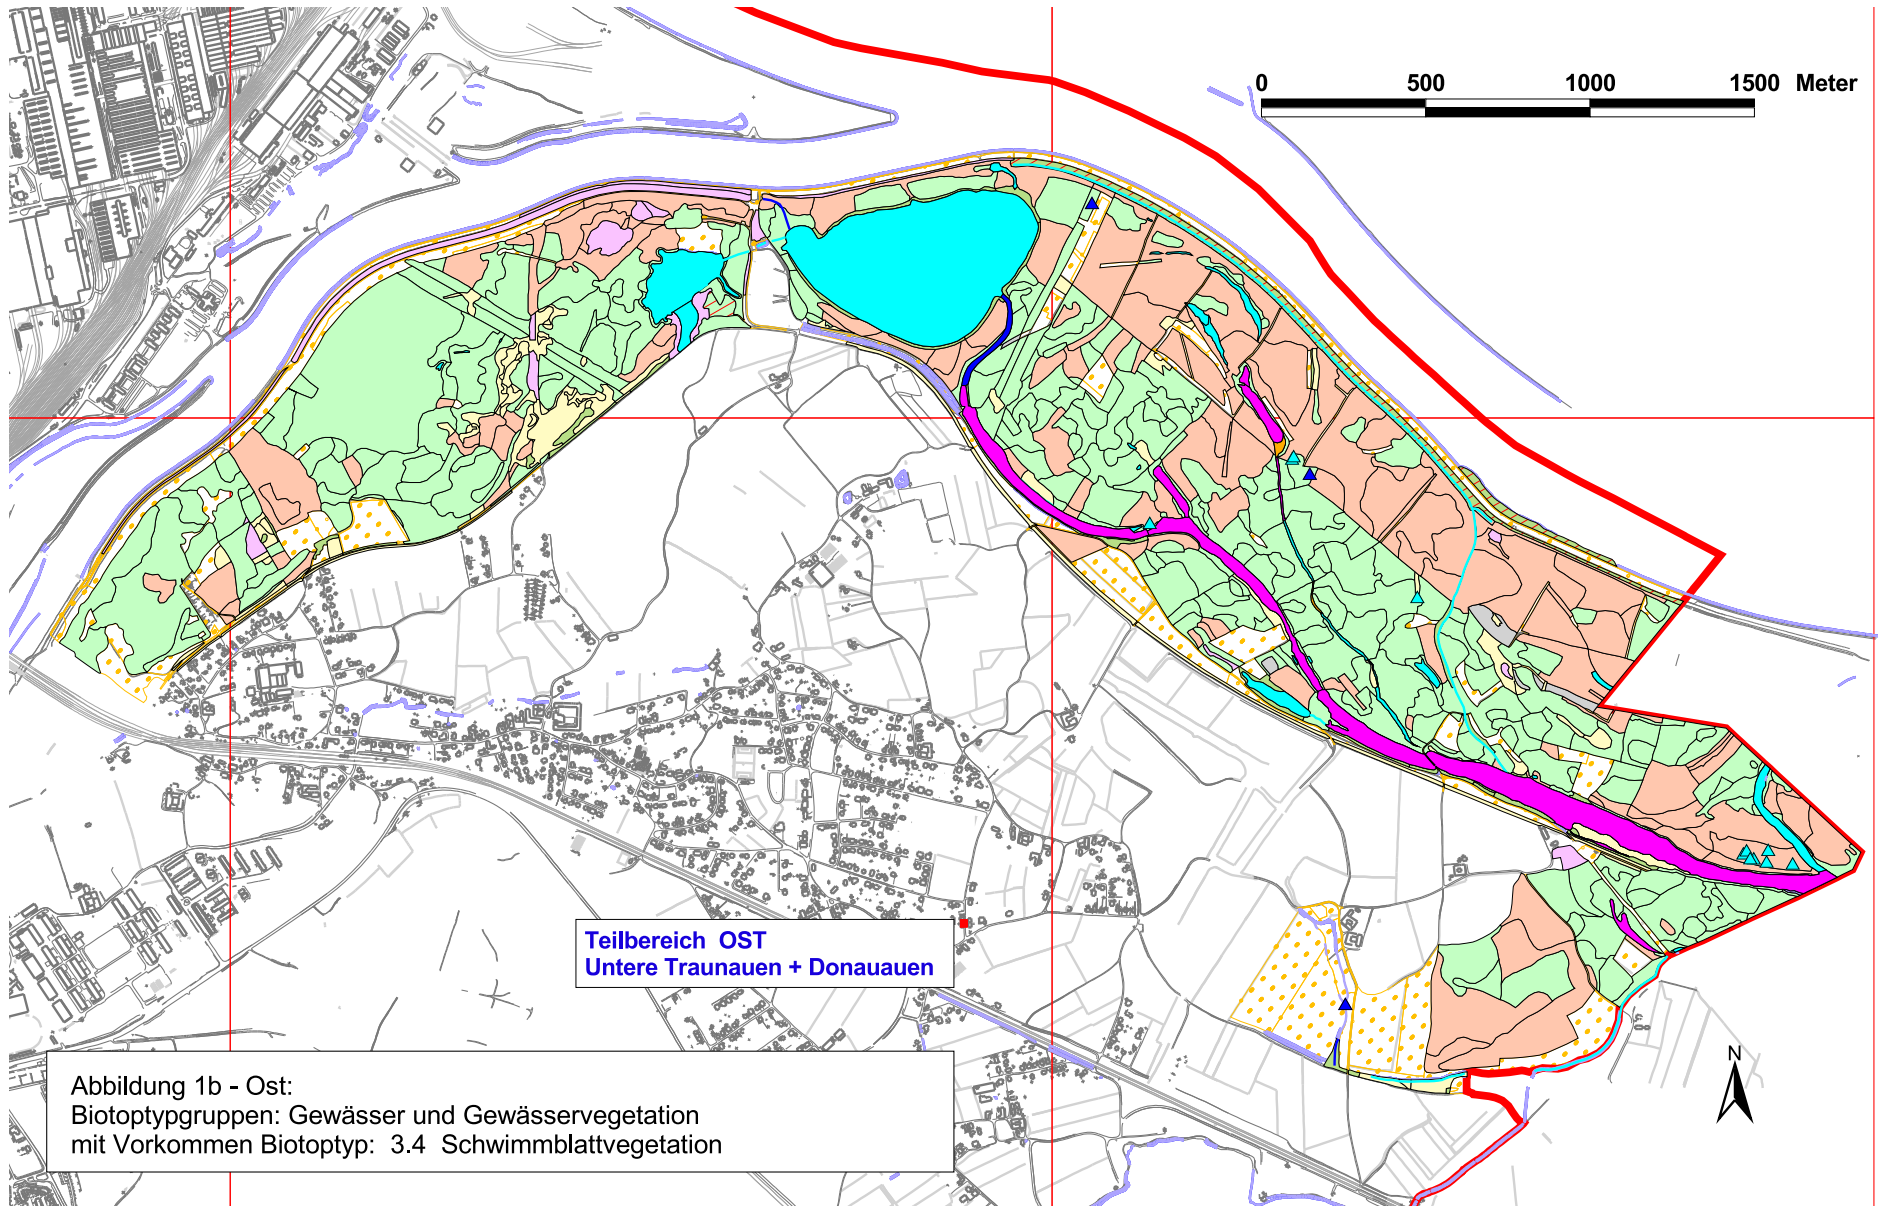 0 500 1000 1500 Meter
Teilbereich OST
Untere Traunauen + Donauauen
Abbildung 1b - Ost:
Biotoptypgruppen: Gewässer und Gewässervegetation
mit Vorkommen Biotoptyp: 3.4 Schwimmblattvegetation
N